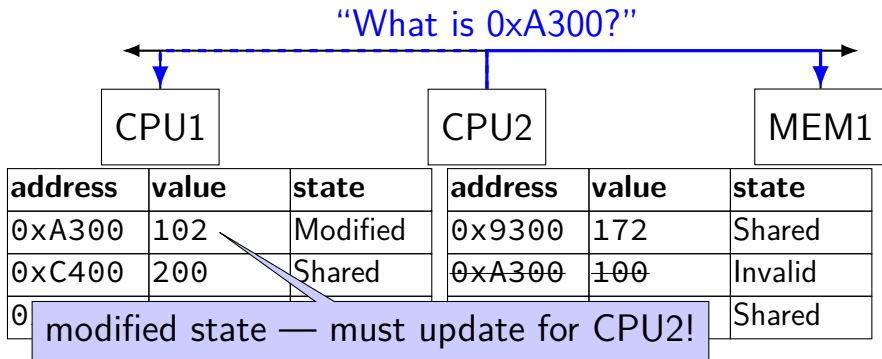 “What is 0xA300?”
CPU1 CPU2 MEM1
address value state address value state
0xA300 102 Modified 0x9300 172 Shared
0xC400 200 Shared 0xA300 100 Invalid
0 Shared
modified state — must update for CPU2!